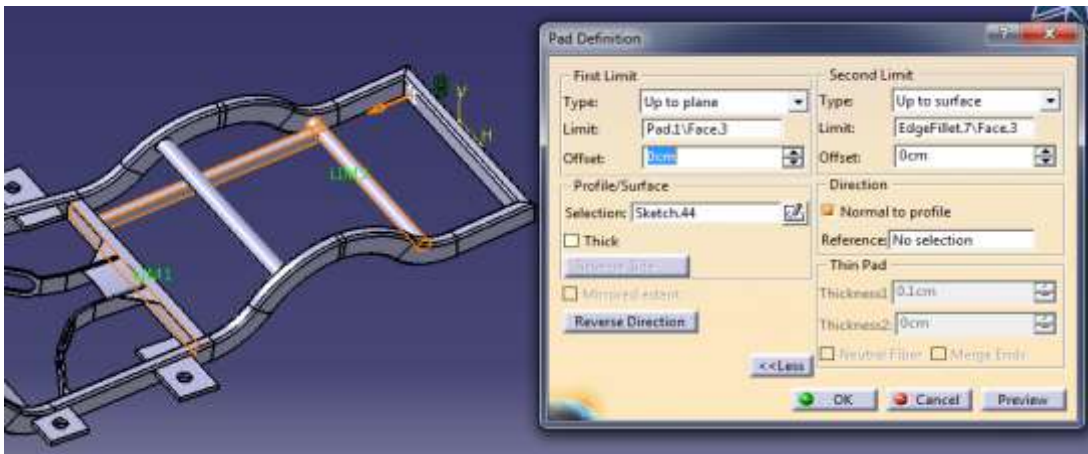 Pad Definition
First Limit
Type: Up to plane
Limit: Pad.1\Face.3
Offset: 0cm
Second Limit
Type: Up to surface
Limit: EdgeFillet.7\Face.3
Offset: 0cm
Profile/Surface
Selection: Sketch.44
Thick
Reverse Side
Mirrored extent
Reverse Direction
Direction
Normal to profile
Reference: No selection
Thin Pad
Thickness1 0.1cm
Thickness2: 0cm
Neutral Fiber Merge Ends
<<Less
OK Cancel Preview
LIM2
LIM1
V
H